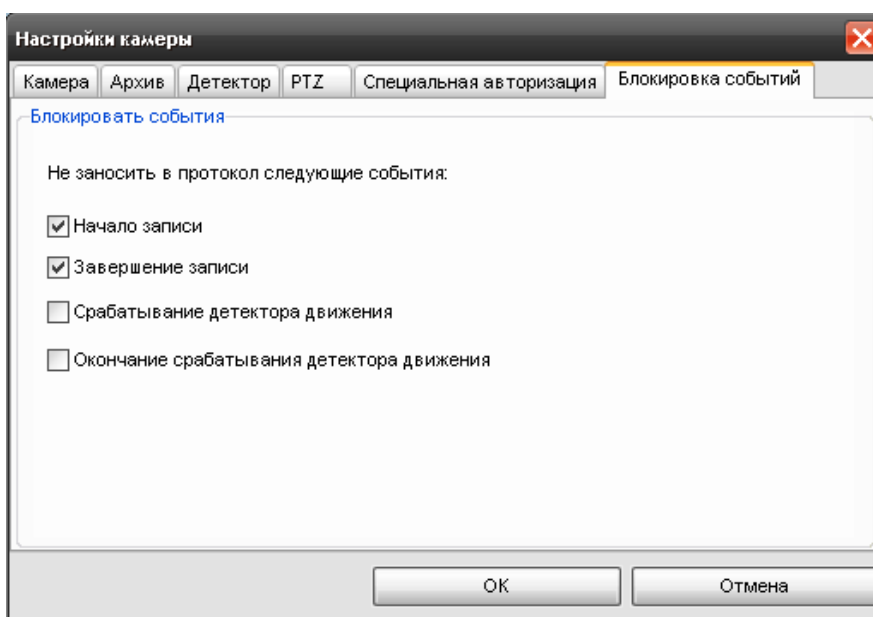 Настройки камеры
Камера Архив Детектор PTZ Специальная авторизация Блокировка событий
Блокировать события
Не заносить в протокол следующие события:
Начало записи
Завершение записи
Срабатывание детектора движения
Окончание срабатывания детектора движения
OK Отмена